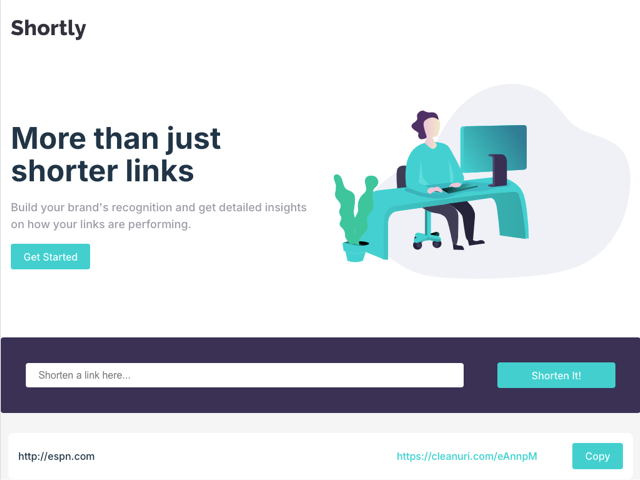 Shortly
More than just
shorter links
Build your brand's recognition and get detailed insights
on how your links are performing.
Get Started
Shorten a link here...
Shorten It!
http://espn.com
https://cleanuri.com/eAnnpM
Copy